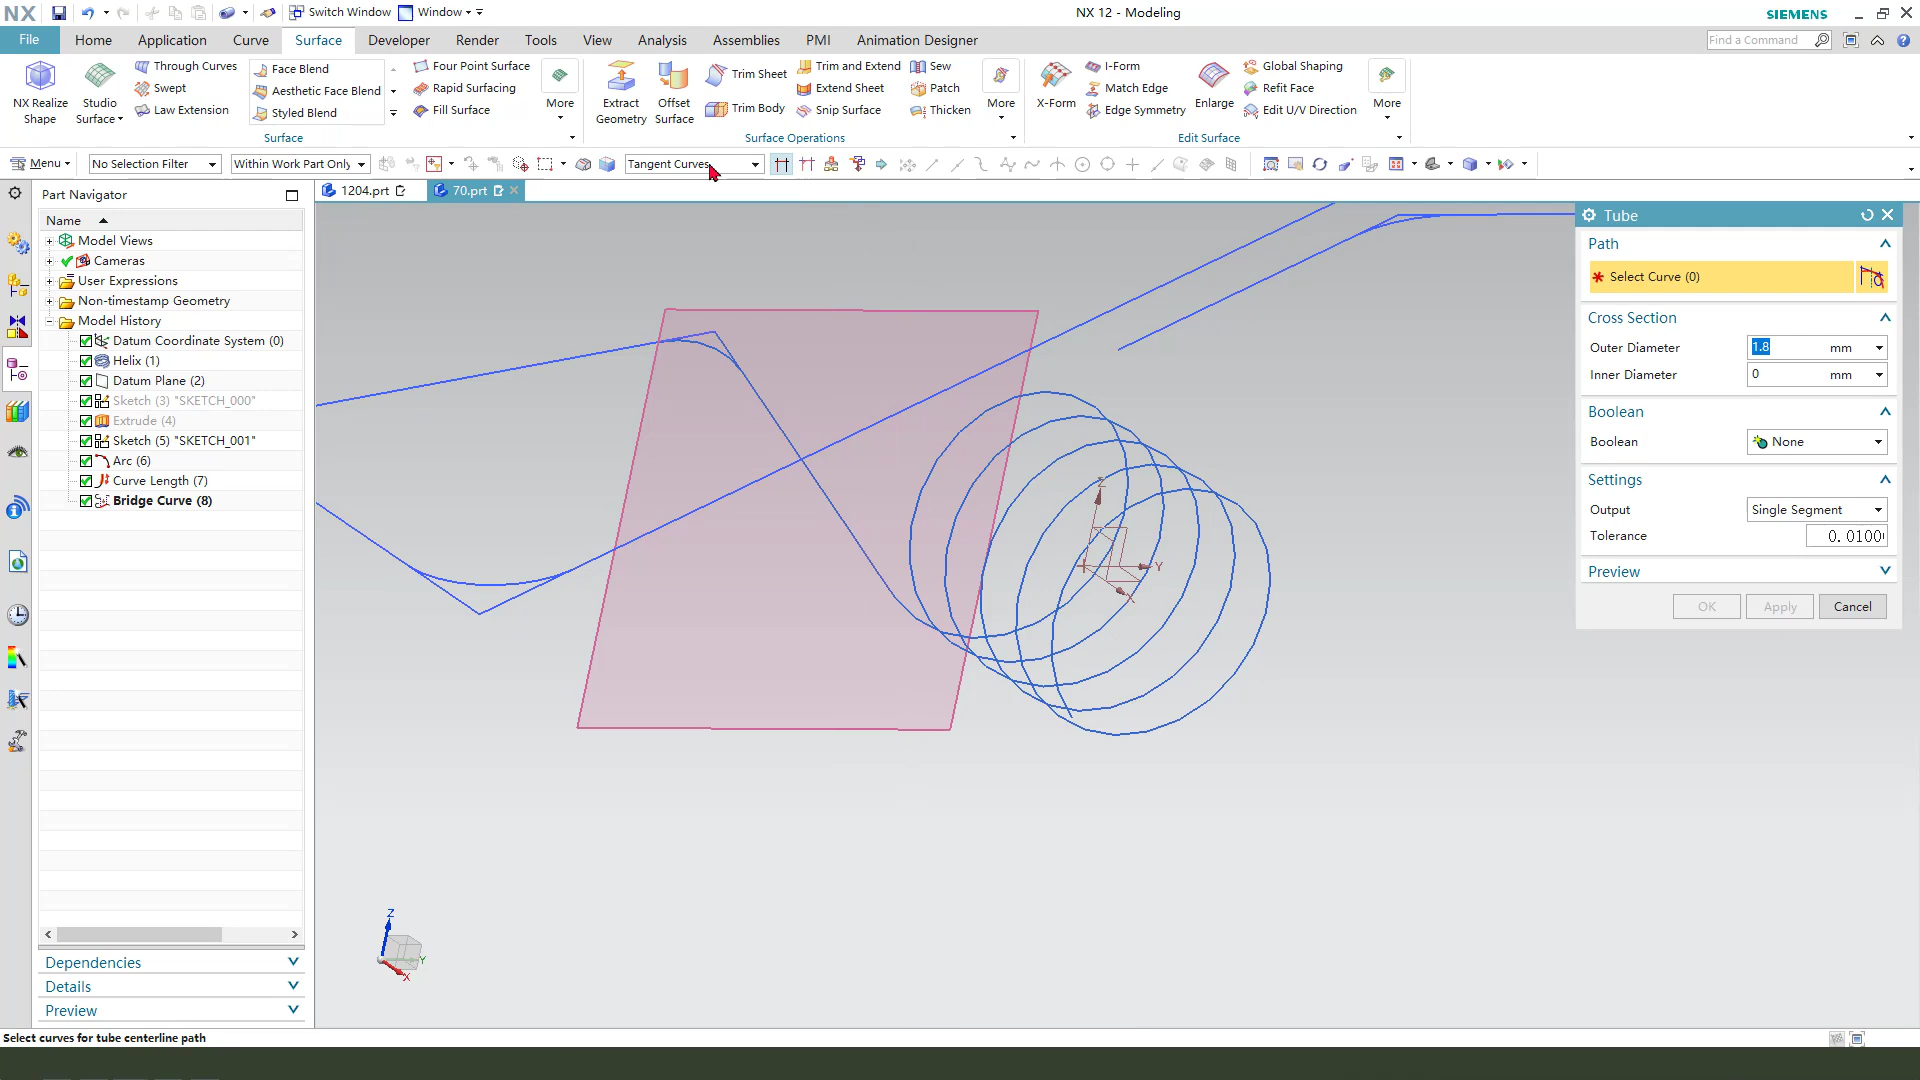 NX
Switch Window
Window
NX 12 - Modeling
SIEMENS
File
Home
Application
Curve
Surface
Developer
Render
Tools
View
Analysis
Assemblies
PMI
Animation Designer
Find a Command
NX Realize Shape
Studio Surface
Through Curves
Swept
Law Extension
Face Blend
Aesthetic Face Blend
Styled Blend
Four Point Surface
Rapid Surfacing
Fill Surface
More
Surface
Extract Geometry
Offset Surface
Trim Sheet
Trim Body
Trim and Extend
Extend Sheet
Snip Surface
Sew
Patch
Thicken
More
Surface Operations
X-Form
I-Form
Match Edge
Edge Symmetry
Enlarge
Global Shaping
Refit Face
Edit U/V Direction
More
Edit Surface
Menu
No Selection Filter
Within Work Part Only
Tangent Curves
Part Navigator
1204.prt
70.prt
Name
Model Views
Cameras
User Expressions
Non-timestamp Geometry
Model History
Datum Coordinate System (0)
Helix (1)
Datum Plane (2)
Sketch (3) "SKETCH_000"
Extrude (4)
Sketch (5) "SKETCH_001"
Arc (6)
Curve Length (7)
Bridge Curve (8)
Dependencies
Details
Preview
Z
Y
X
Z
Y
X
Tube
Path
Select Curve (0)
Cross Section
Outer Diameter 1.8 mm
Inner Diameter 0 mm
Boolean
Boolean None
Settings
Output Single Segment
Tolerance 0.0100
Preview
OK
Apply
Cancel
Select curves for tube centerline path